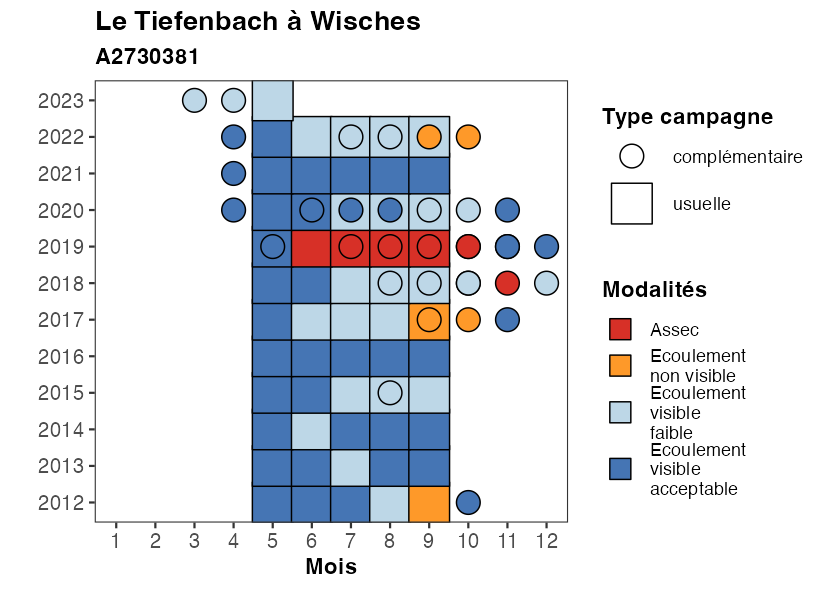 Le Tiefenbach à Wisches
A2730381
2023
2022
2021
2020
2019
2018
2017
2016
2015
2014
2013
2012
1 2 3 4 5 6 7 8 9 10 11 12
Mois
Type campagne
complémentaire
usuelle
Modalités
Assec
Ecoulement
non visible
Ecoulement
visible
faible
Ecoulement
visible
acceptable